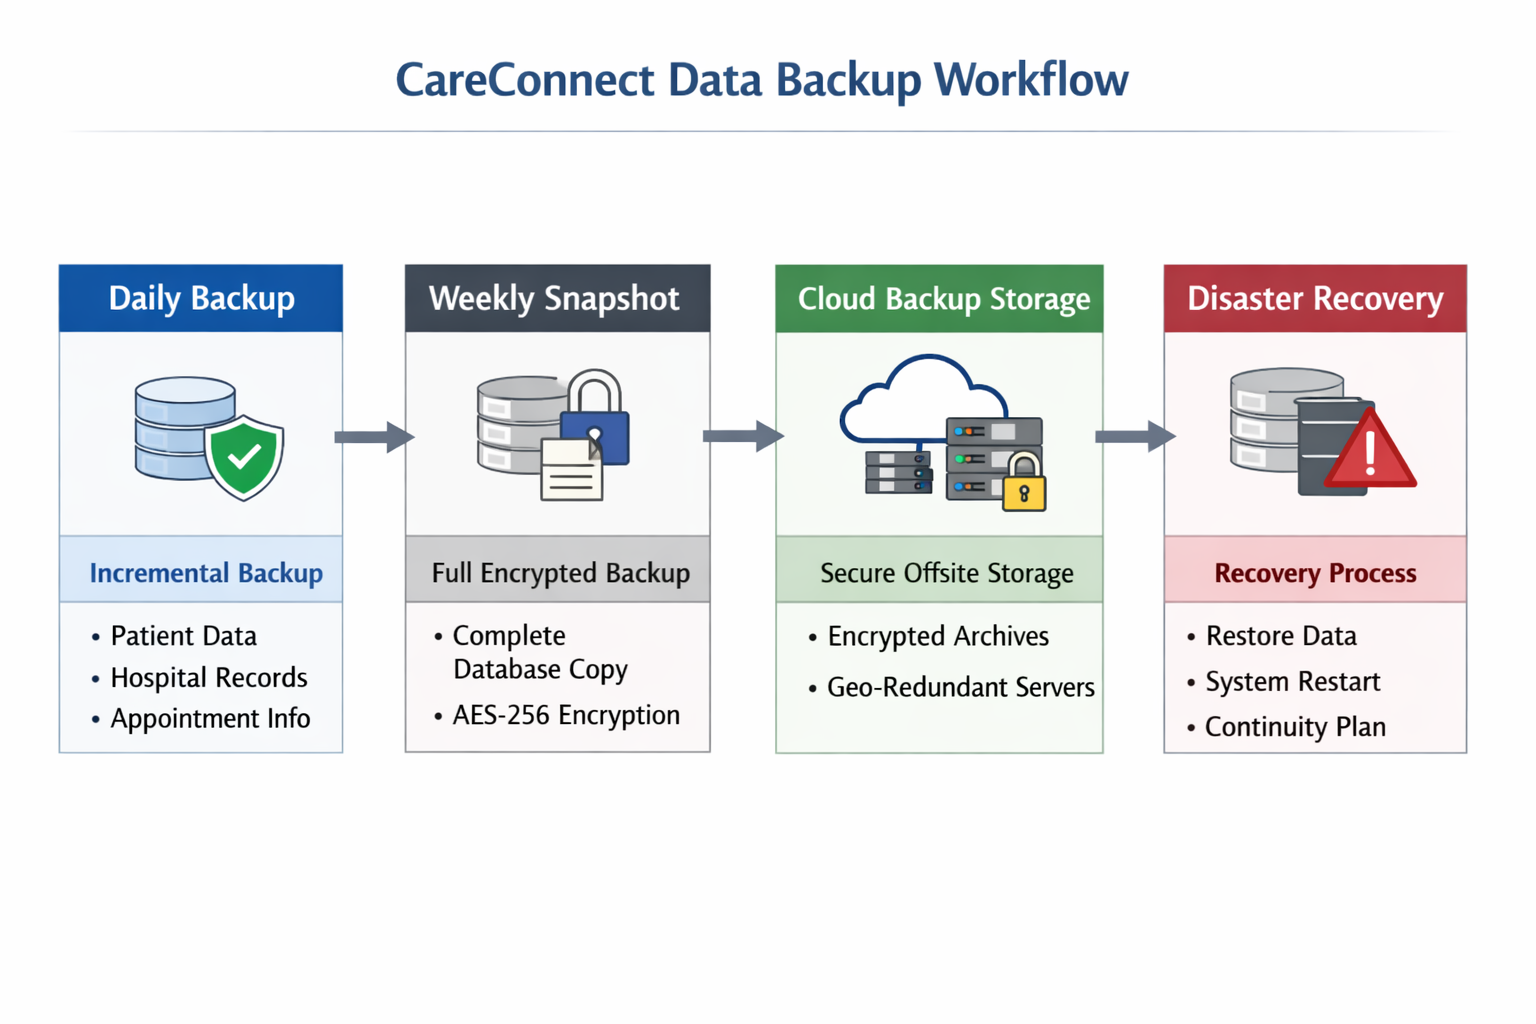 CareConnect Data Backup Workflow
Daily Backup
Incremental Backup
• Patient Data
• Hospital Records
• Appointment Info
Weekly Snapshot
Full Encrypted Backup
• Complete
Database Copy
• AES-256 Encryption
Cloud Backup Storage
Secure Offsite Storage
• Encrypted Archives
• Geo-Redundant Servers
Disaster Recovery
!
Recovery Process
• Restore Data
• System Restart
• Continuity Plan